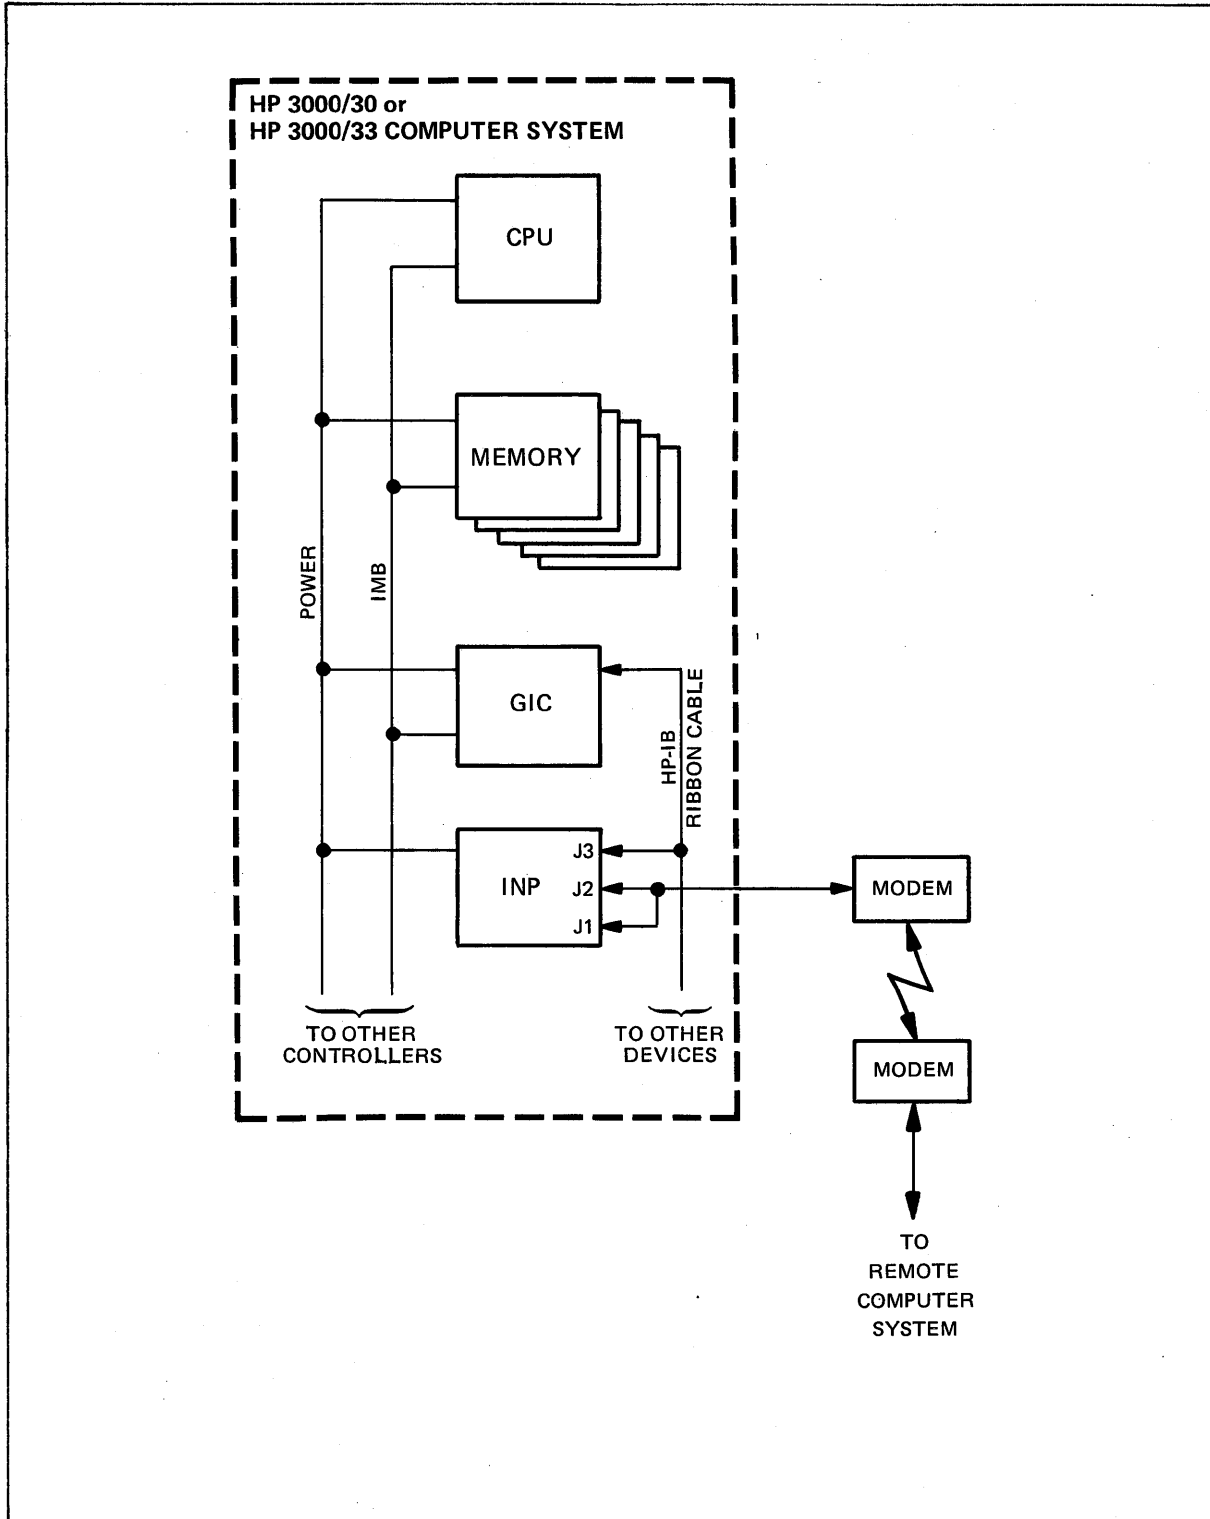 HP 3000/30 or
HP 3000/33 COMPUTER SYSTEM
CPU
MEMORY
POWER
IMB
GIC
HP-IB
RIBBON CABLE
INP
J3
J2
J1
MODEM
TO OTHER
CONTROLLERS
TO OTHER
DEVICES
MODEM
TO
REMOTE
COMPUTER
SYSTEM